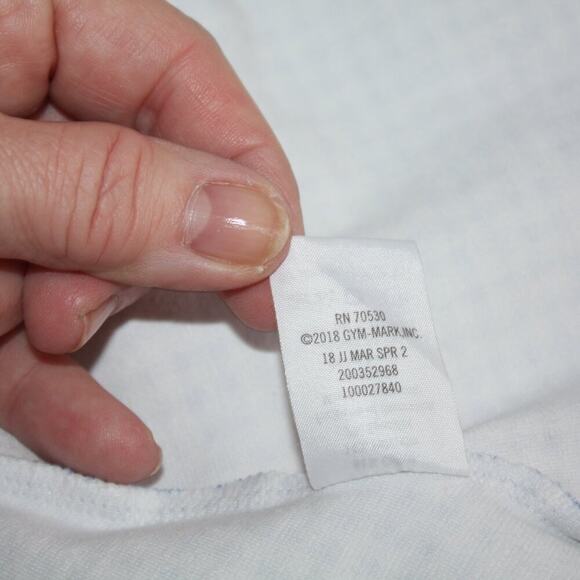 RN 70530
©2018 GYM-MARK,INC.
18 JJ MAR SPR 2
200352968
100027840